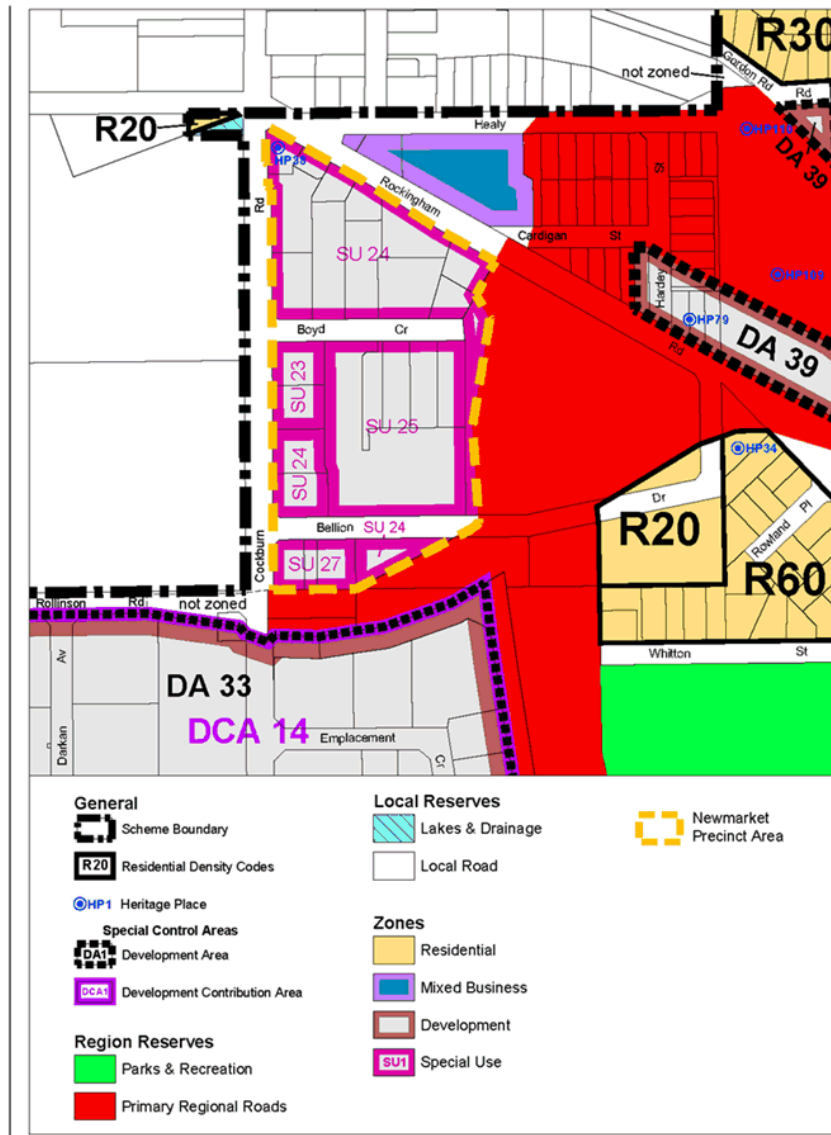 R30
Gordon Rd
not zoned
Rd
R20
Healy
HP110
DA 39
HP38
Rockingham
St
Rd
Cardigan St
SU 24
HP189
Hardey
HP79
Boyd Cr
Rd
DA 39
SU 23
SU 25
HP34
SU 24
Dr
Rowland Pl
R20
Bellion
SU 24
R60
Cockburn
SU 27
Rollinson Rd
not zoned
Whitton St
Av
DA 33
DCA 14
Darkan
Emplacement
Cr
General
Scheme Boundary
R20 Residential Density Codes
HP1 Heritage Place
Special Control Areas
DA1 Development Area
DCA1 Development Contribution Area
Region Reserves
Parks & Recreation
Primary Regional Roads
Local Reserves
Lakes & Drainage
Local Road
Zones
Residential
Mixed Business
Development
SU1 Special Use
Newmarket
Precinct Area